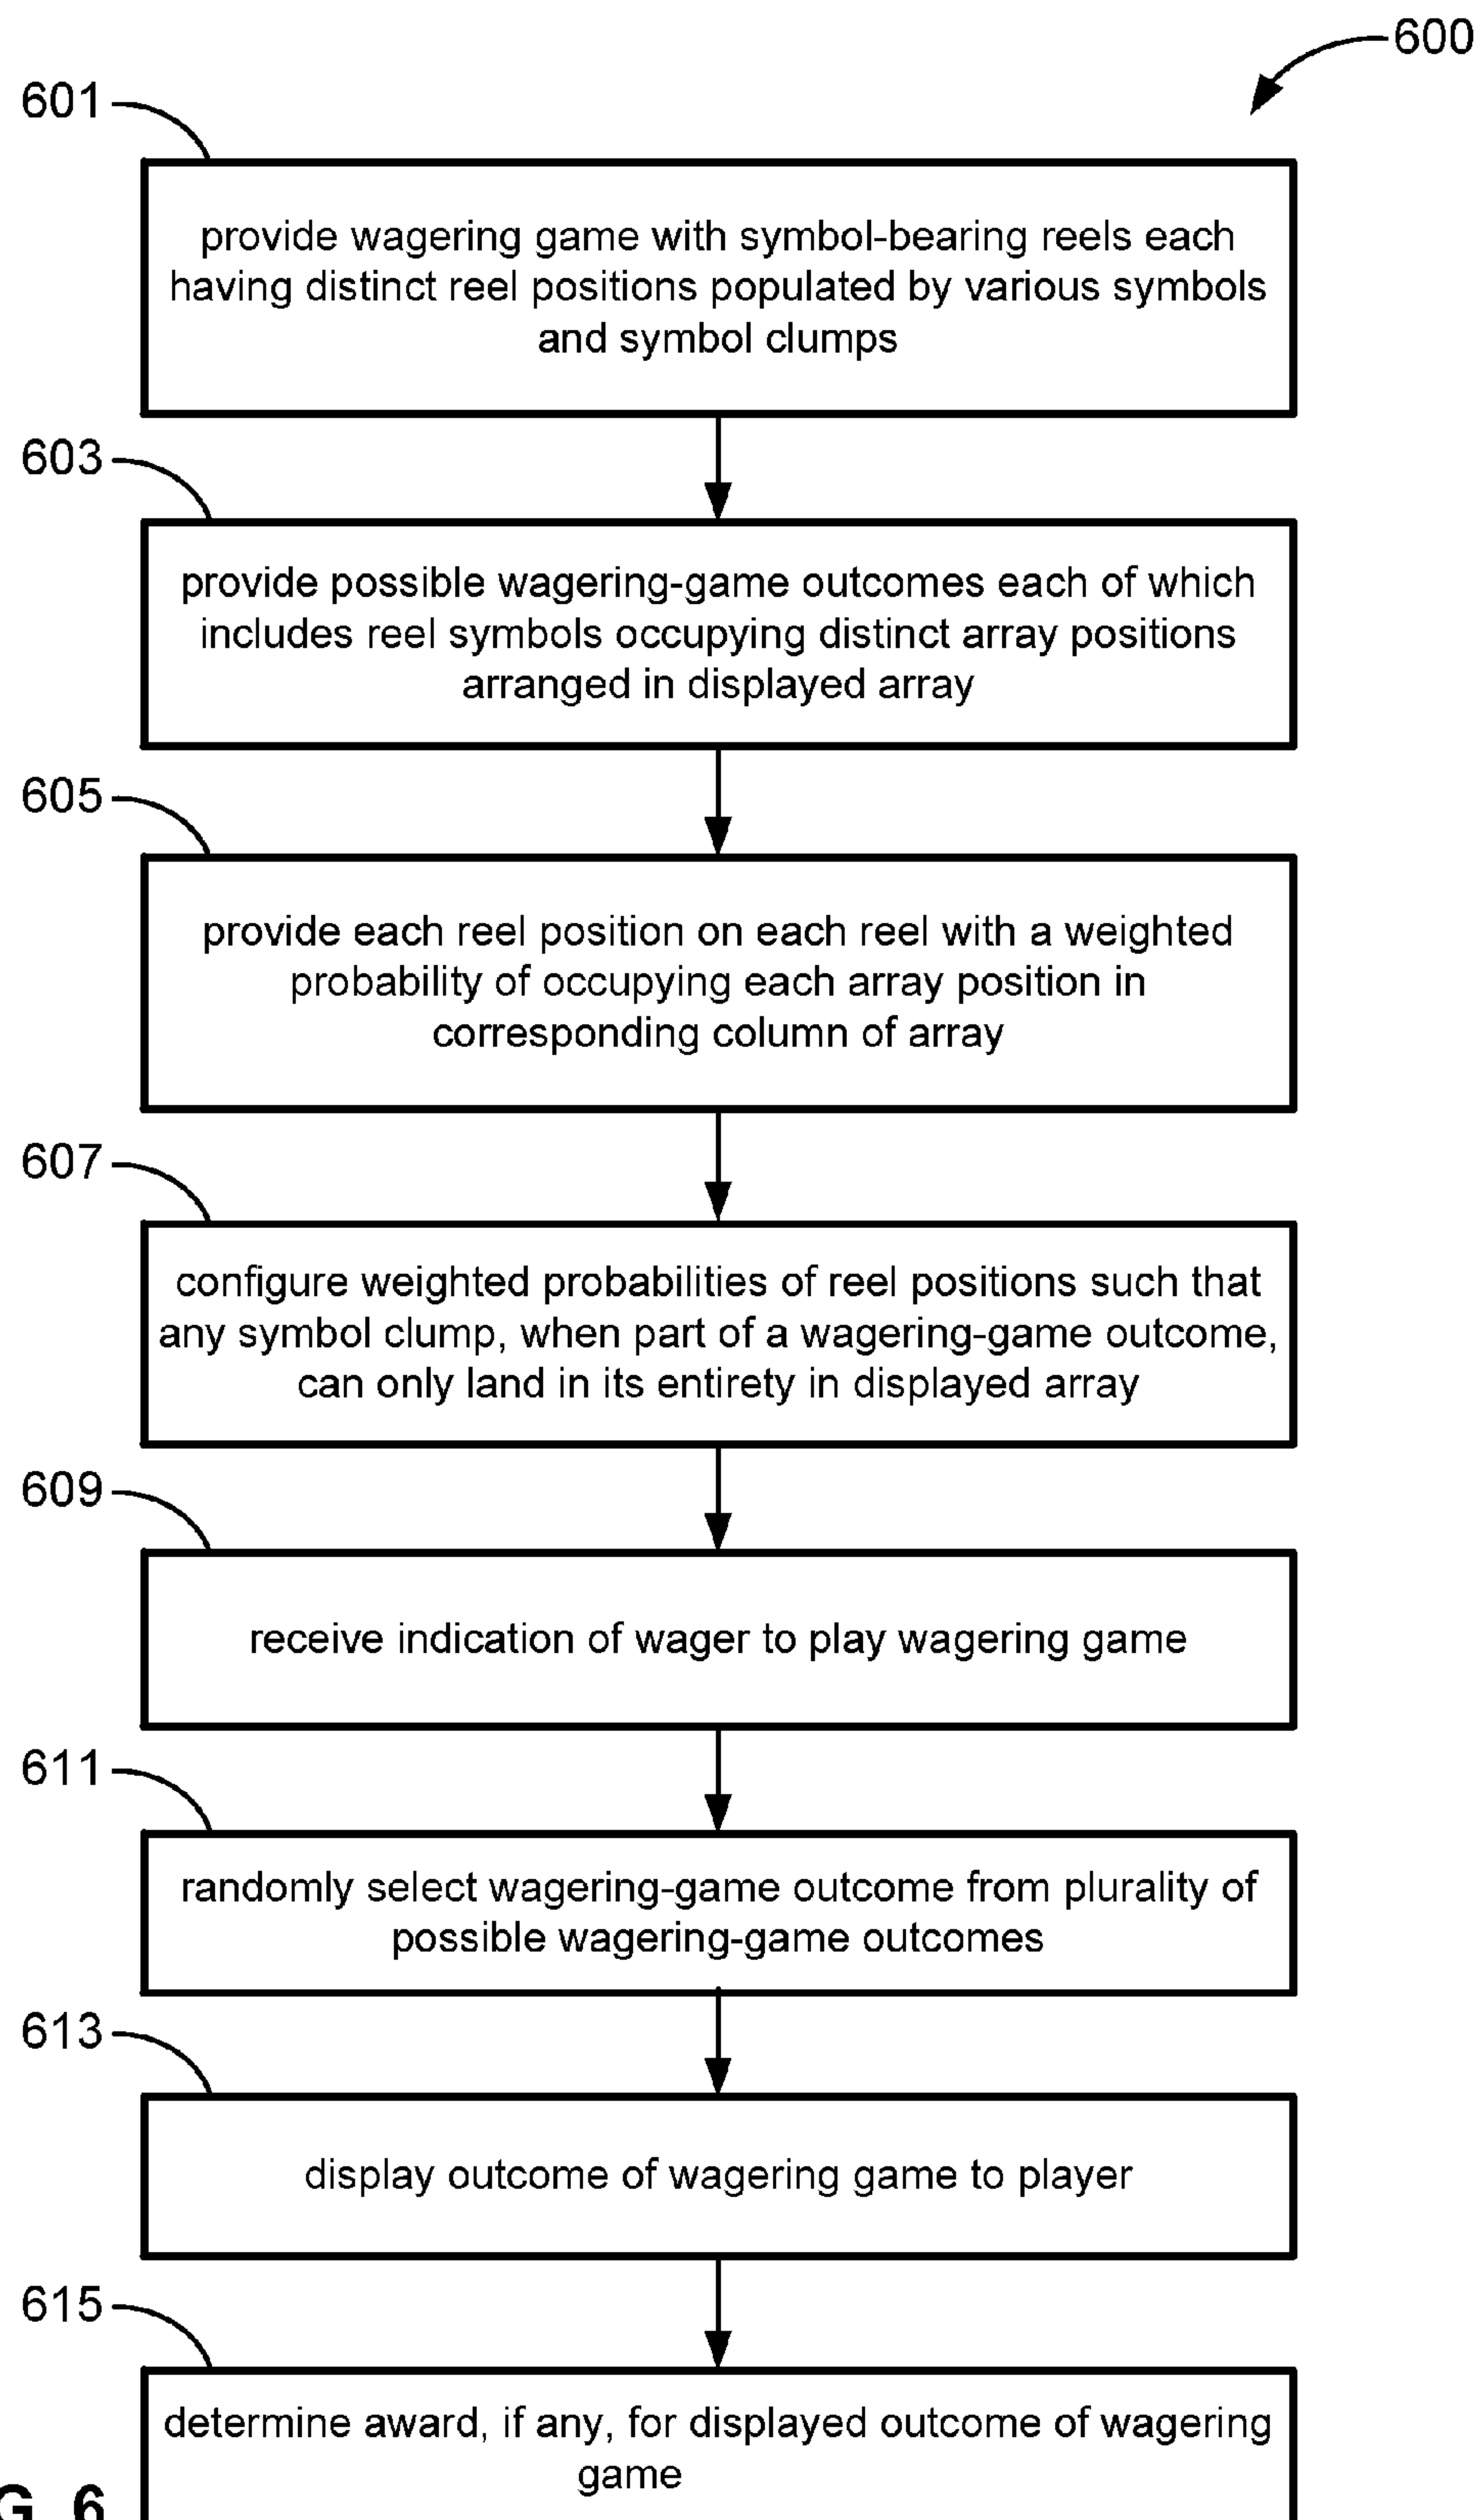 600
601
provide wagering game with symbol-bearing reels each
having distinct reel positions populated by various symbols
and symbol clumps
603
provide possible wagering-game outcomes each of which
includes reel symbols occupying distinct array positions
arranged in displayed array
605
provide each reel position on each reel with a weighted
probability of occupying each array position in
corresponding column of array
607
configure weighted probabilities of reel positions such that
any symbol clump, when part of a wagering-game outcome,
can only land in its entirety in displayed array
609
receive indication of wager to play wagering game
611
randomly select wagering-game outcome from plurality of
possible wagering-game outcomes
613
display outcome of wagering game to player
615
determine award, if any, for displayed outcome of wagering
game
G. 6